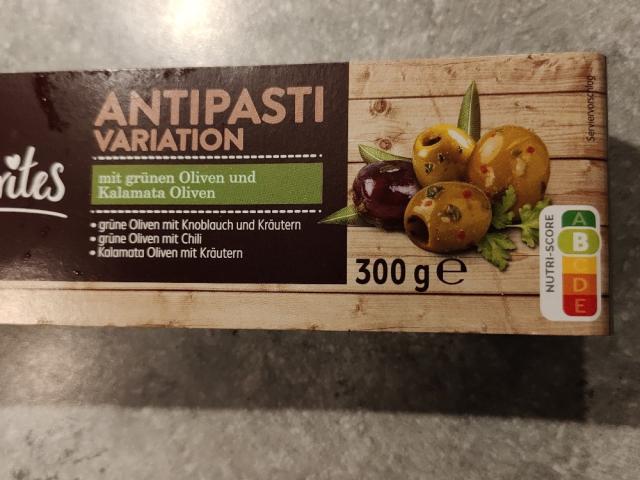 ANTIPASTI
VARIATION
mit grünen Oliven und
Kalamata Oliven
• grüne Oliven mit Knoblauch und Kräutern
• grüne Oliven mit Chili
• Kalamata Oliven mit Kräutern
300 g ℮
Serviervorschlag
NUTRI-SCORE
A
B
C
D
E